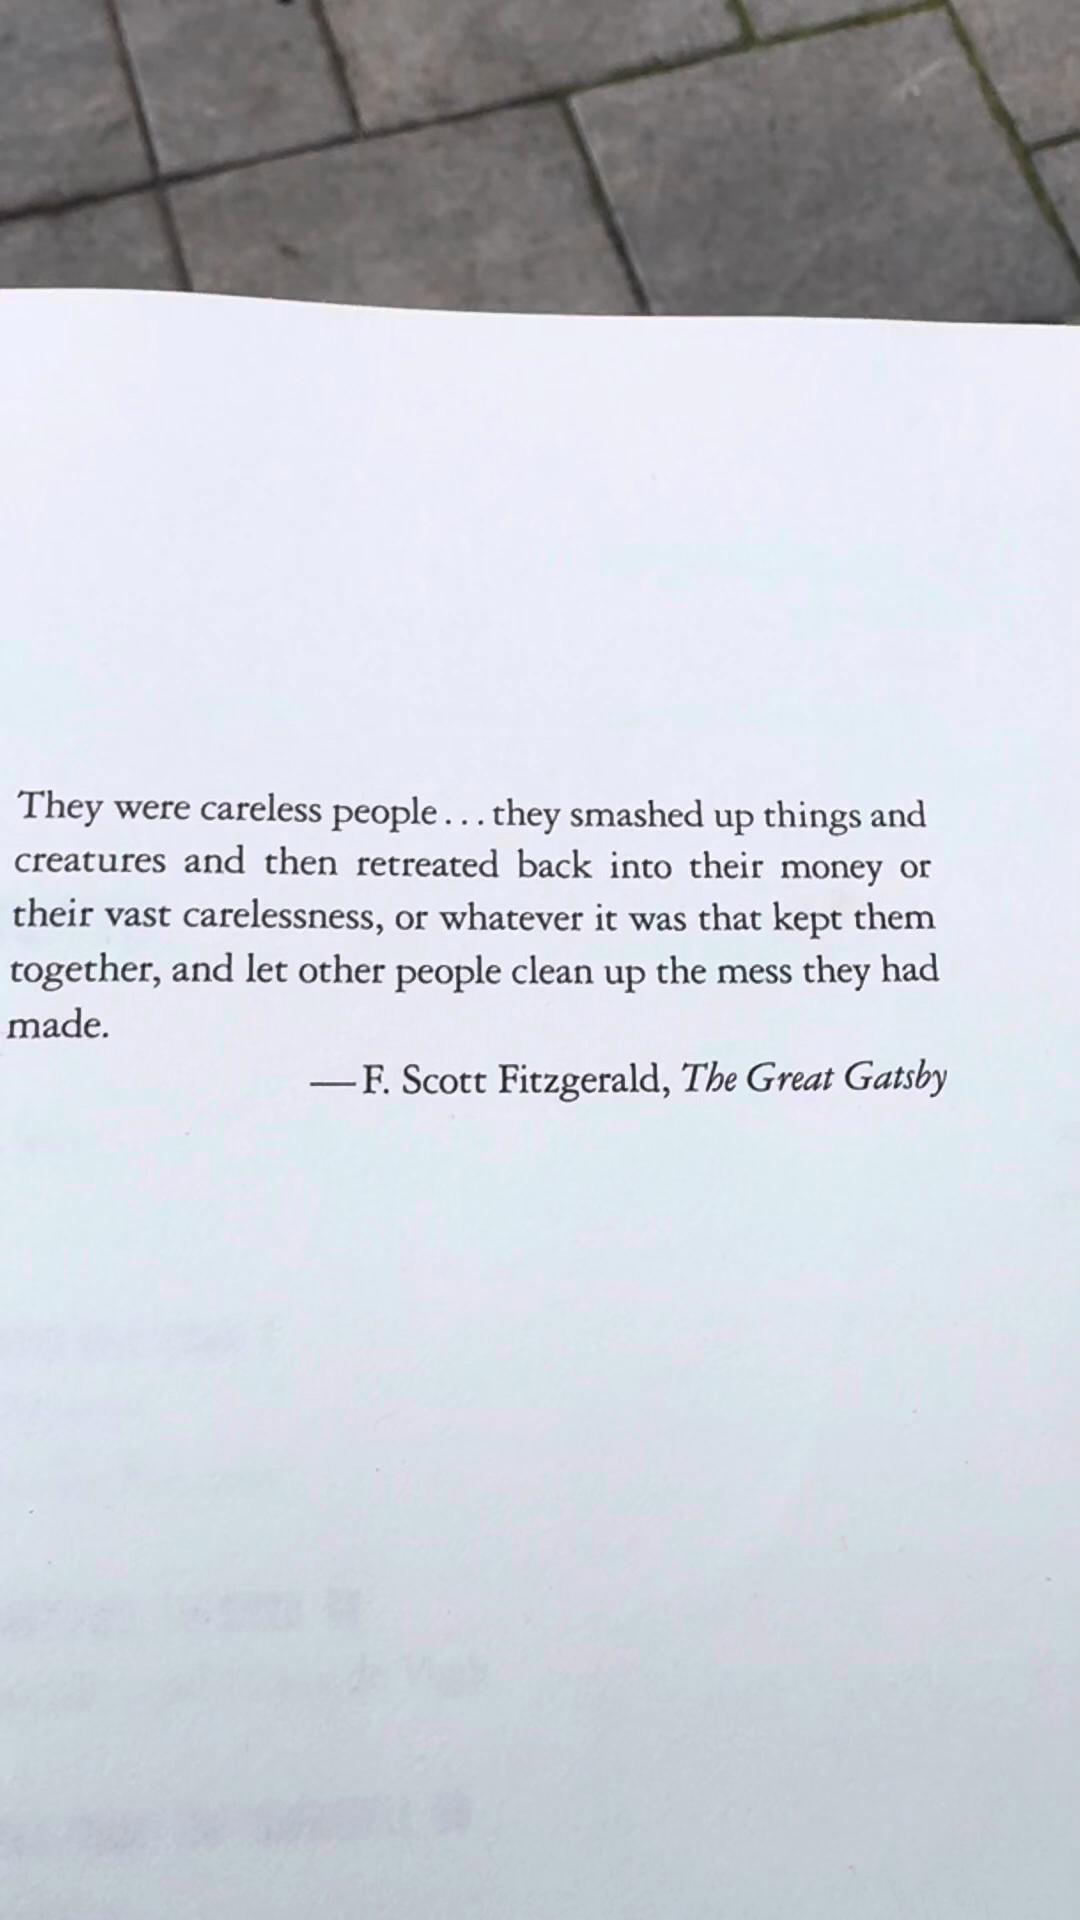 They were careless people... they smashed up things and
creatures and then retreated back into their money or
their vast carelessness, or whatever it was that kept them
together, and let other people clean up the mess they had
made.
—F. Scott Fitzgerald, The Great Gatsby